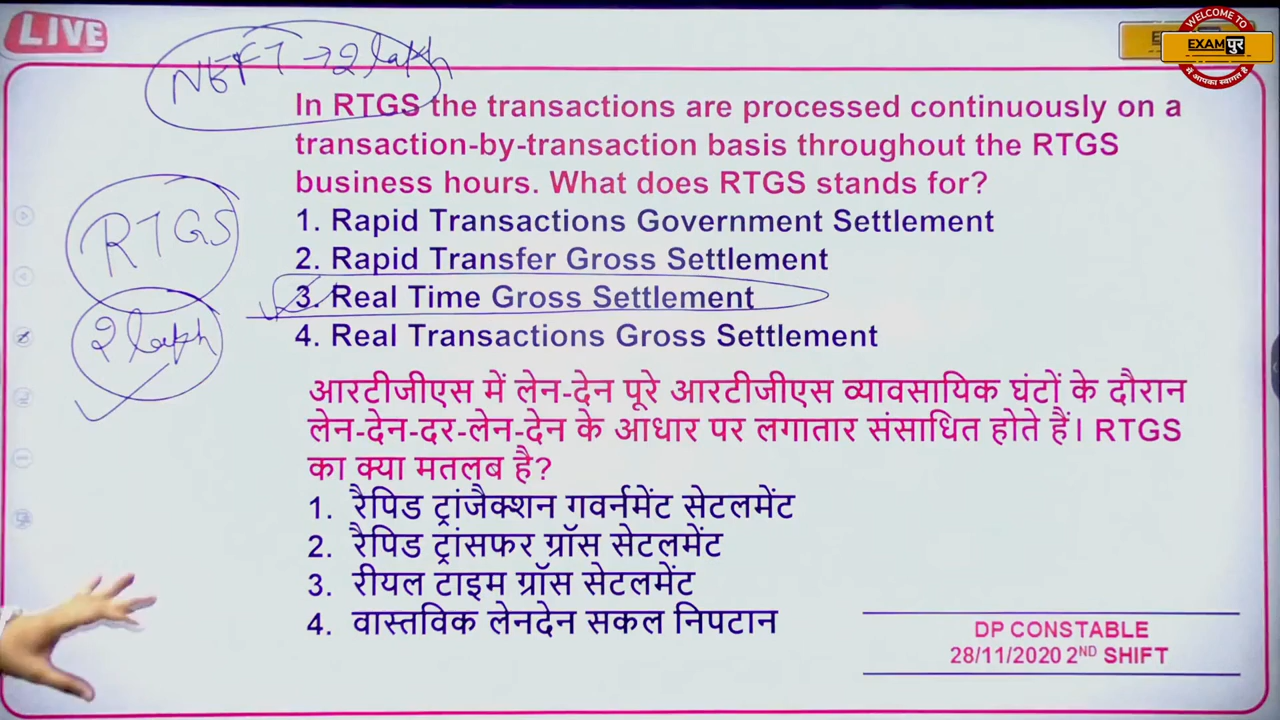 LIVE
WELCOME TO
EXAMपुर
में आपका स्वागत है
NEFT → 2 lakh
In RTGS the transactions are processed continuously on a
transaction-by-transaction basis throughout the RTGS
business hours. What does RTGS stands for?
1. Rapid Transactions Government Settlement
2. Rapid Transfer Gross Settlement
3. Real Time Gross Settlement
4. Real Transactions Gross Settlement
RTGS
2 lakh
आरटीजीएस में लेन-देन पूरे आरटीजीएस व्यावसायिक घंटों के दौरान
लेन-देन-दर-लेन-देन के आधार पर लगातार संसाधित होते हैं। RTGS
का क्या मतलब है?
1. रैपिड ट्रांजैक्शन गवर्नमेंट सेटलमेंट
2. रैपिड ट्रांसफर ग्रॉस सेटलमेंट
3. रीयल टाइम ग्रॉस सेटलमेंट
4. वास्तविक लेनदेन सकल निपटान
DP CONSTABLE
28/11/2020 2ND SHIFT